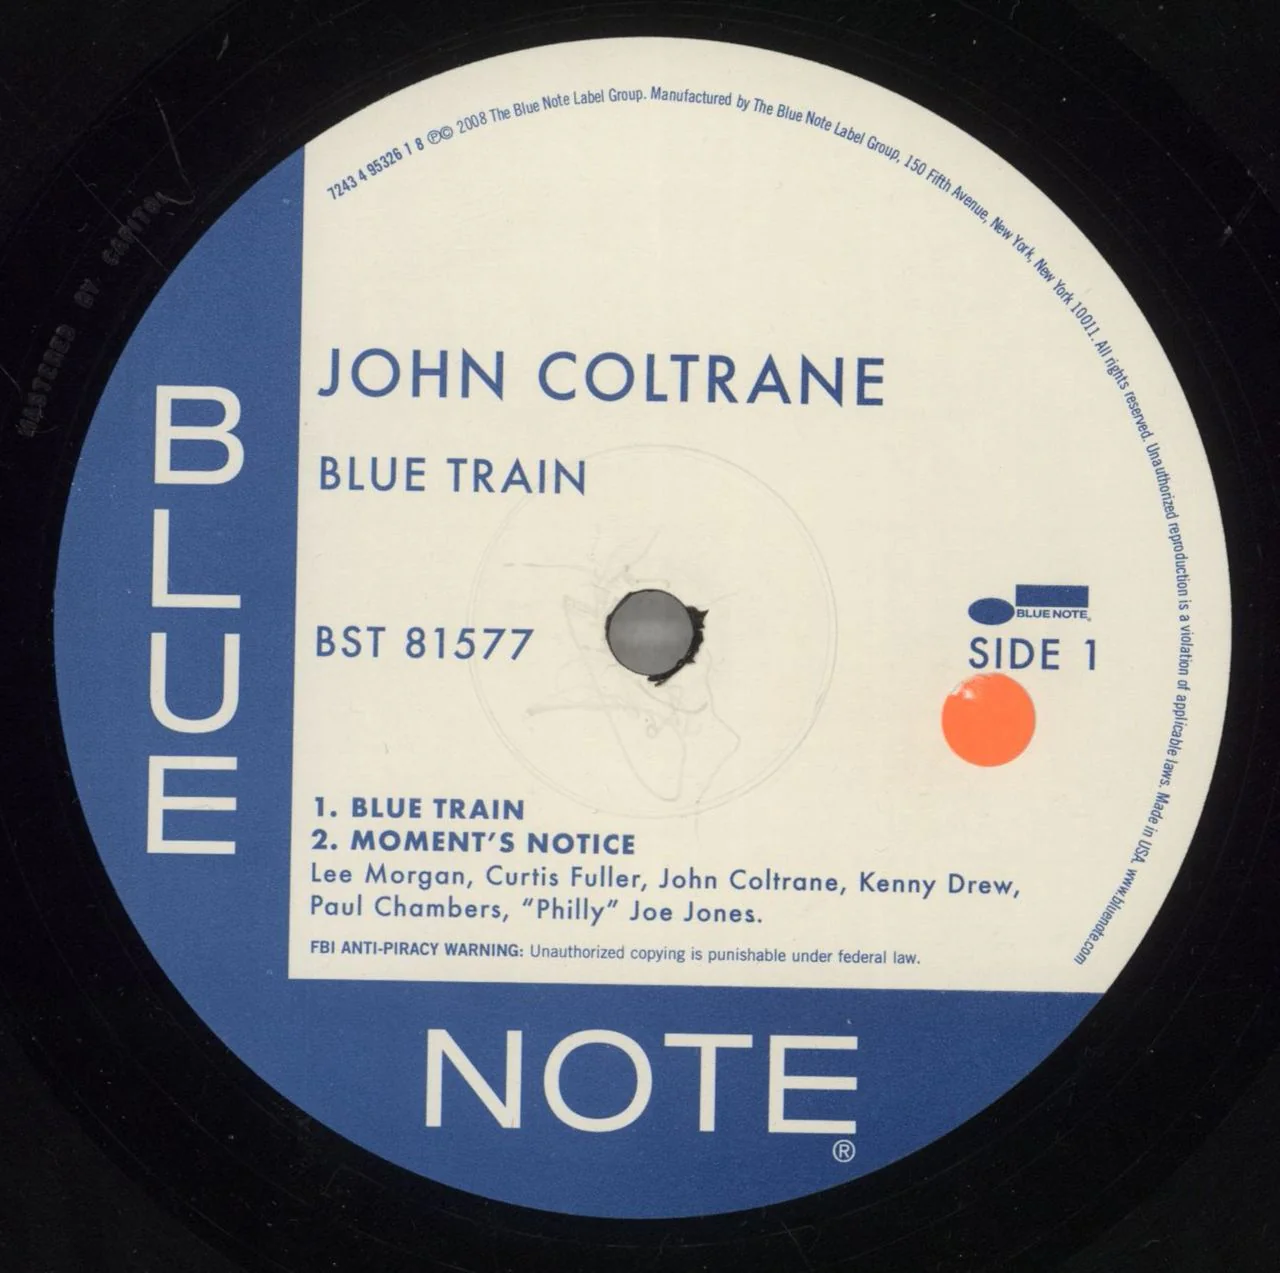 7243 4 95326 1 8 ℗© 2008 The Blue Note Label Group. Manufactured by The Blue Note Label Group, 150 Fifth Avenue, New York, New York 10011. All rights reserved. Unauthorized reproduction is a violation of applicable laws. Made in USA. www.bluenote.com
MASTERED BY CAPITOL
JOHN COLTRANE
BLUE TRAIN
BST 81577
BLUE NOTE®
SIDE 1
1. BLUE TRAIN
2. MOMENT'S NOTICE
Lee Morgan, Curtis Fuller, John Coltrane, Kenny Drew,
Paul Chambers, “Philly” Joe Jones.
FBI ANTI-PIRACY WARNING: Unauthorized copying is punishable under federal law.
BLUE
NOTE®